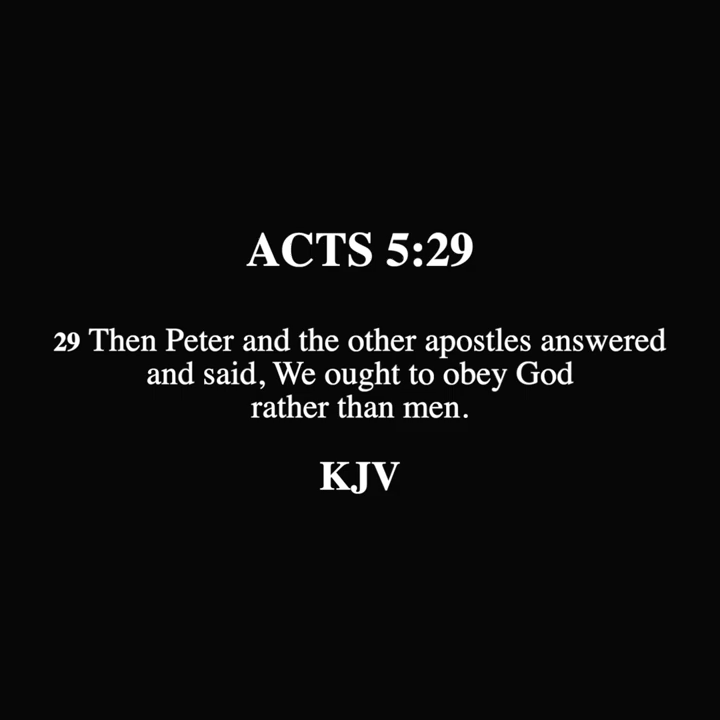 ACTS 5:29
29 Then Peter and the other apostles answered
and said, We ought to obey God
rather than men.
KJV